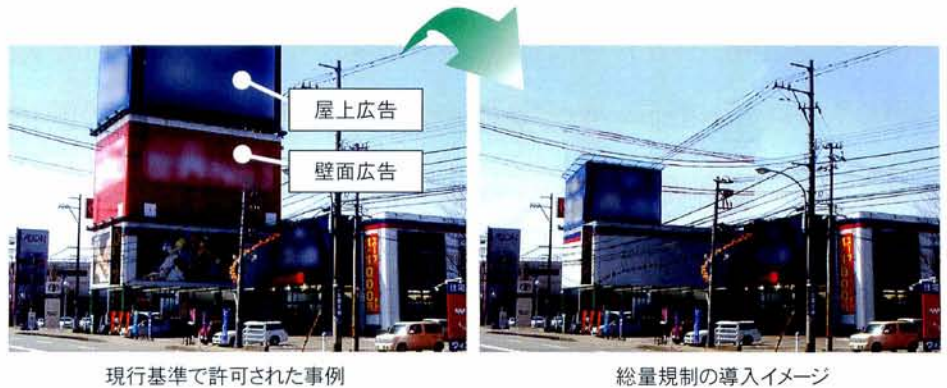 屋上広告
壁面広告
現行基準で許可された事例
総量規制の導入イメージ